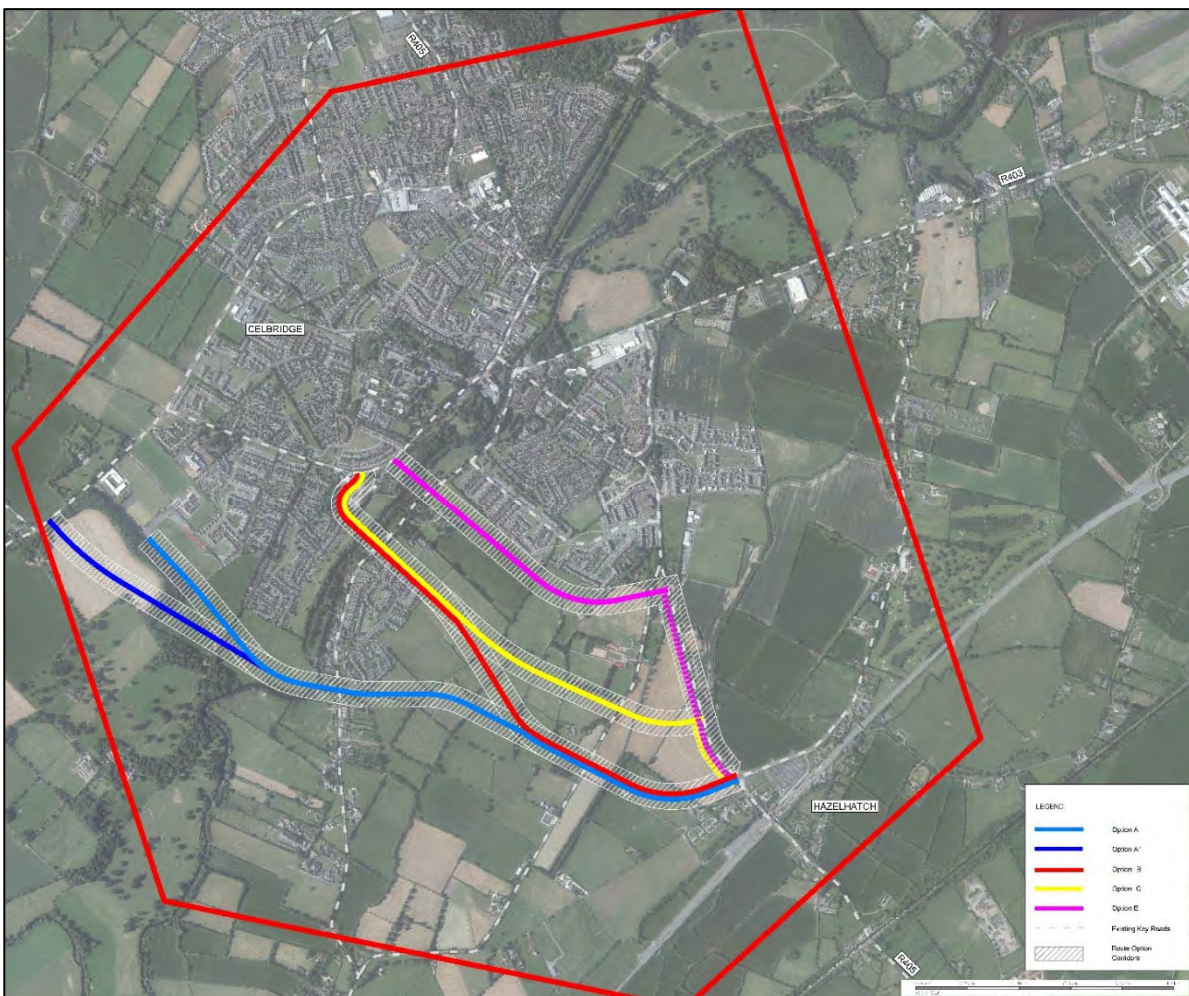 R405
R403
CELBRIDGE
HAZELHATCH
LEGEND:
Option A
Option A'
Option B
Option C
Option E
Existing Key Roads
Route Option
Corridors
R405